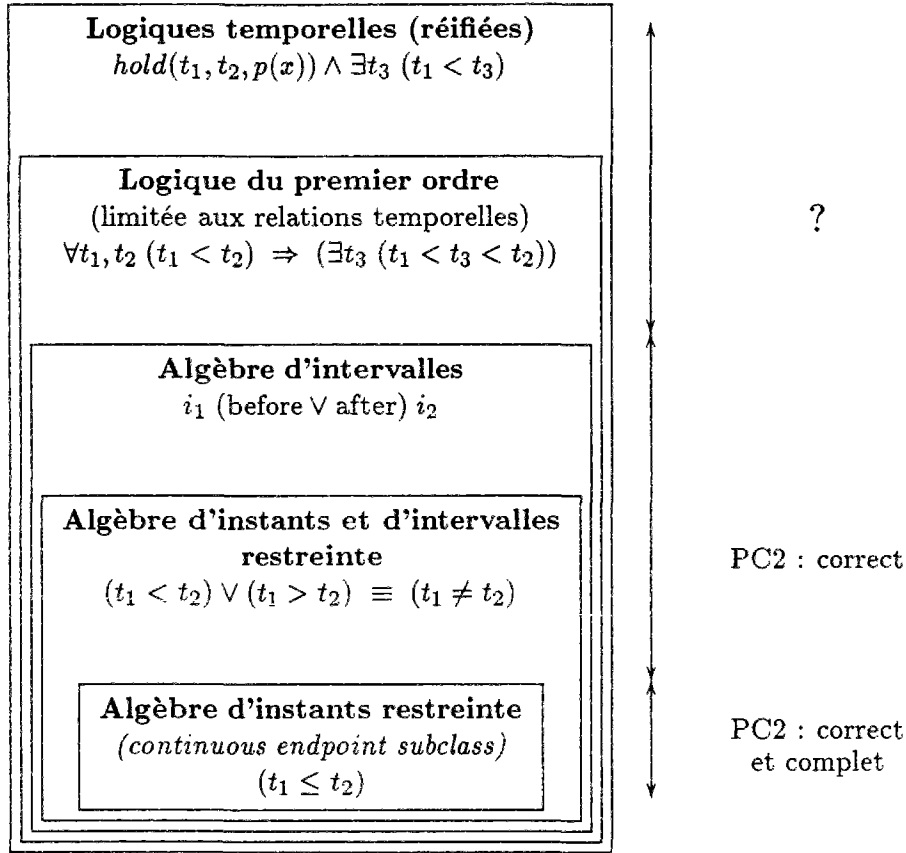 Logiques temporelles (réifiées)
hold(t₁, t₂, p(x)) ∧ ∃t₃ (t₁ < t₃)
Logique du premier ordre
(limitée aux relations temporelles)
∀t₁, t₂ (t₁ < t₂) ⇒ (∃t₃ (t₁ < t₃ < t₂))
?
Algèbre d'intervalles
i₁ (before ∨ after) i₂
Algèbre d'instants et d'intervalles
restreinte
(t₁ < t₂) ∨ (t₁ > t₂) ≡ (t₁ ≠ t₂)
PC2 : correct
Algèbre d'instants restreinte
(continuous endpoint subclass)
(t₁ ≤ t₂)
PC2 : correct
et complet